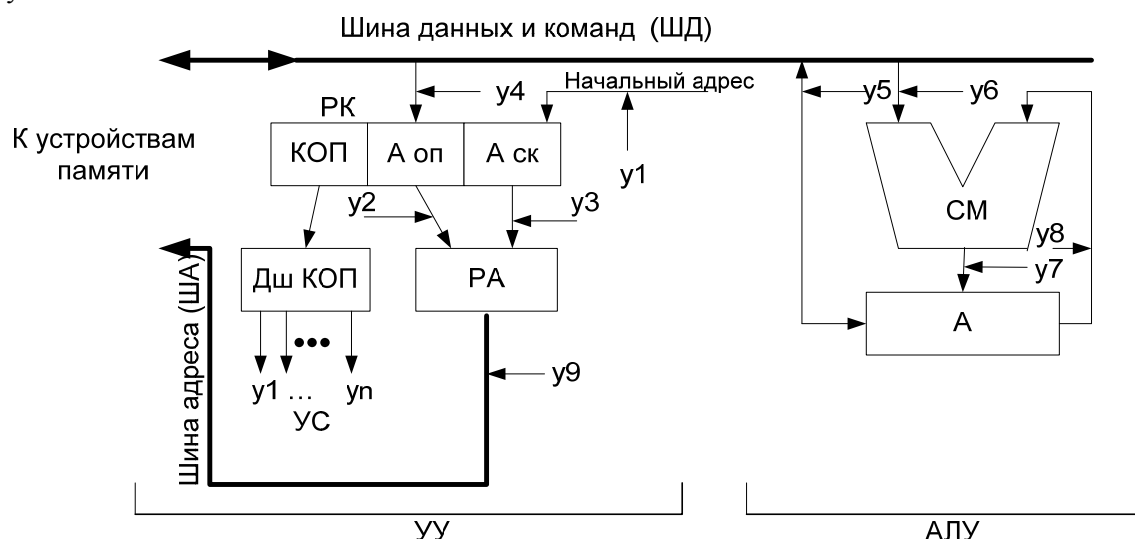 Шина данных и команд (ШД)
y4
Начальный адрес
y5
y6
РК
К устройствам
памяти
КОП
А оп
А ск
y1
y2
y3
СМ
y8
y7
Дш КОП
РА
А
Шина адреса (ША)
y1 ... yn
УС
y9
УУ
АЛУ